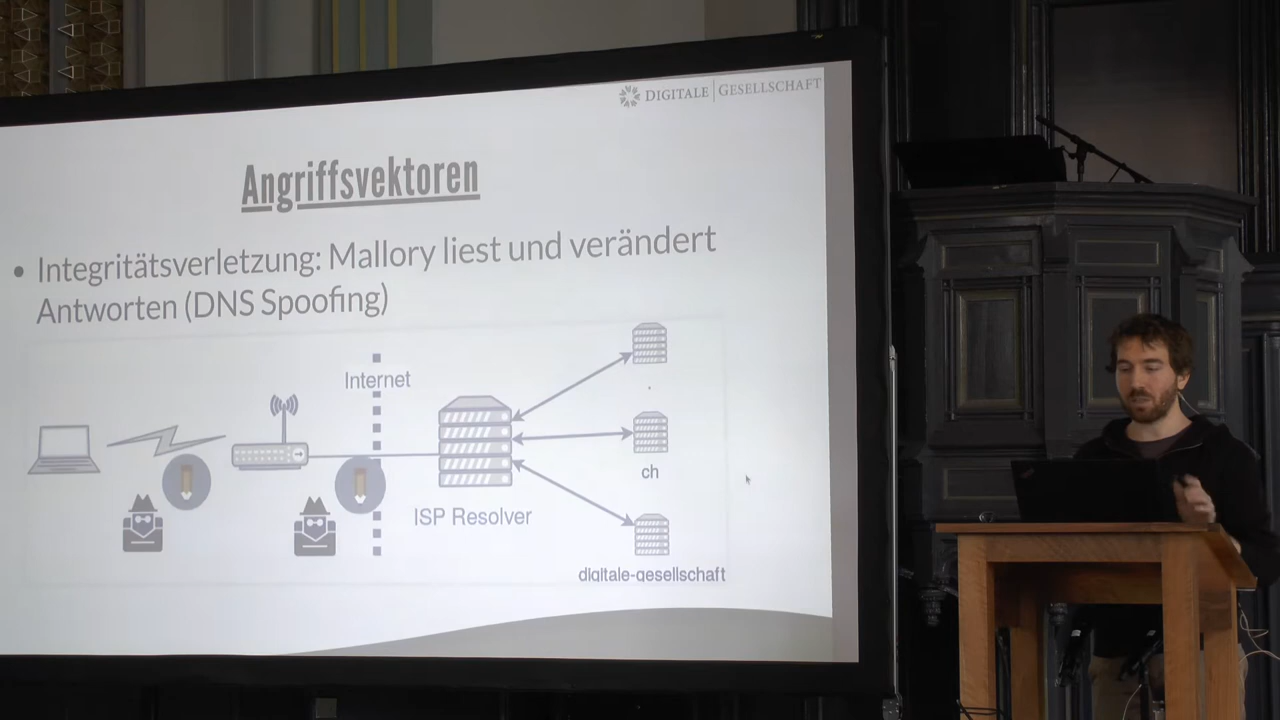 DIGITALE | GESELLSCHAFT
Angriffsvektoren
• Integritätsverletzung: Mallory liest und verändert
Antworten (DNS Spoofing)
Internet
.
ch
ISP Resolver
digitale-gesellschaft